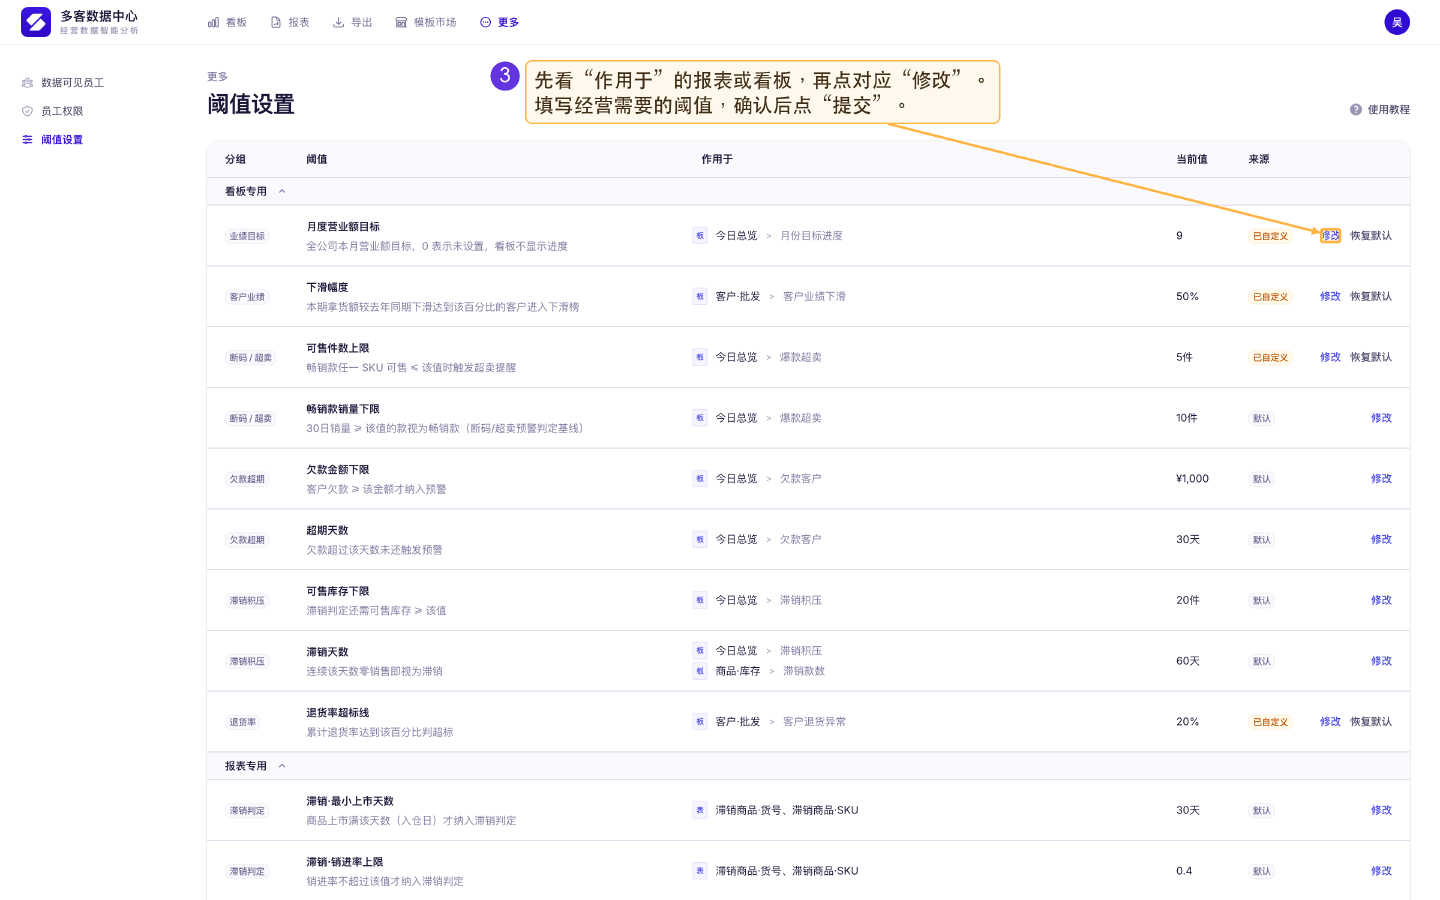 多客数据中心
经营数据智能分析
看板
报表
导出
模板市场
更多
吴
数据可见员工
员工权限
阈值设置
更多
阈值设置
3
先看“作用于”的报表或看板，再点对应“修改”。
填写经营需要的阈值，确认后点“提交”。
使用教程
分组 阈值 作用于 当前值 来源
看板专用
业绩目标 月度营业额目标 板 今日总览 > 月份目标进度 9 已自定义 修改 恢复默认
全公司本月营业额目标，0 表示未设置，看板不显示进度
客户业绩 下滑幅度 板 客户·批发 > 客户业绩下滑 50% 已自定义 修改 恢复默认
本期拿货额较去年同期下滑达到该百分比的客户进入下滑榜
断码 / 超卖 可售件数上限 板 今日总览 > 爆款超卖 5件 已自定义 修改 恢复默认
畅销款任一 SKU 可售 ≤ 该值时触发超卖提醒
断码 / 超卖 畅销款销量下限 板 今日总览 > 爆款超卖 10件 默认 修改
30日销量 ≥ 该值的款视为畅销款（断码/超卖预警判定基线）
欠款超期 欠款金额下限 板 今日总览 > 欠款客户 ¥1,000 默认 修改
客户欠款 ≥ 该金额才纳入预警
欠款超期 超期天数 板 今日总览 > 欠款客户 30天 默认 修改
欠款超过该天数未还触发预警
滞销积压 可售库存下限 板 今日总览 > 滞销积压 20件 默认 修改
滞销判定还需可售库存 ≥ 该值
滞销积压 滞销天数 板 今日总览 > 滞销积压 60天 默认 修改
连续该天数零销售即视为滞销 板 商品·库存 > 滞销款数
退货率 退货率超标线 板 客户·批发 > 客户退货异常 20% 已自定义 修改 恢复默认
累计退货率达到该百分比判超标
报表专用
滞销判定 滞销·最小上市天数 表 滞销商品·货号、滞销商品·SKU 30天 默认 修改
商品上市满该天数（入仓日）才纳入滞销判定
滞销判定 滞销·销进率上限 表 滞销商品·货号、滞销商品·SKU 0.4 默认 修改
销进率不超过该值才纳入滞销判定